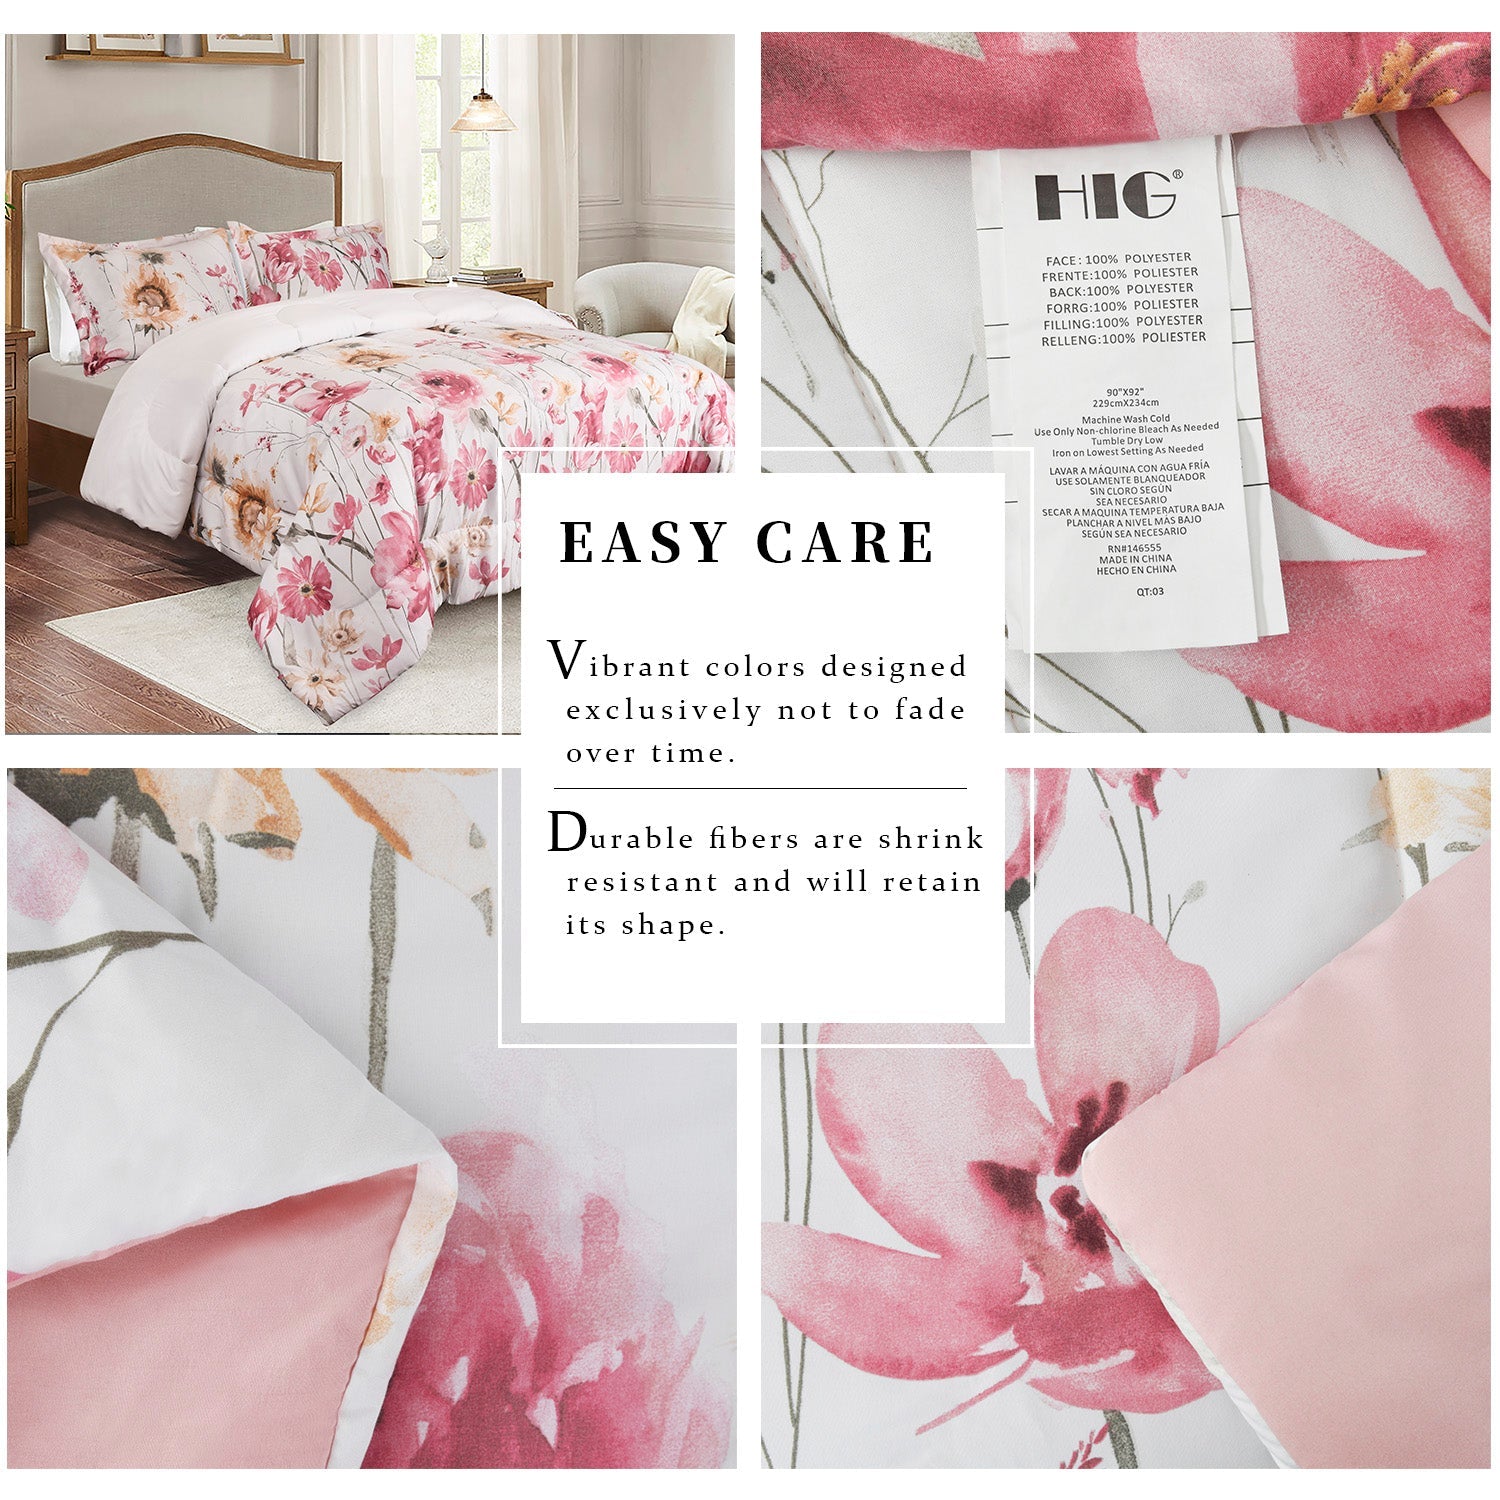 HIG®
FACE: 100% POLYESTER
FRENTE:100% POLIESTER
BACK:100% POLYESTER
FORRG:100% POLYESTER
FILLING:100% POLYESTER
RELLENG:100% POLYESTER
90"X92"
229cmX234cm
Machine Wash Cold
Use Only Non-chlorine Bleach As Needed
Tumble Dry Low
Iron on Lowest Setting As Needed
LAVAR A MÁQUINA CON AGUA FRÍA
USE SOLAMENTE BLANQUEADOR
SIN CLORO SEGÚN
SEA NECESARIO
SECAR A MAQUINA TEMPERATURA BAJA
PLANCHAR A NIVEL MÁS BAJO
SEGÚN SEA NECESARIO
RN#146555
MADE IN CHINA
HECHO EN CHINA
QT:03
EASY CARE
Vibrant colors designed
exclusively not to fade
over time.
Durable fibers are shrink
resistant and will retain
its shape.